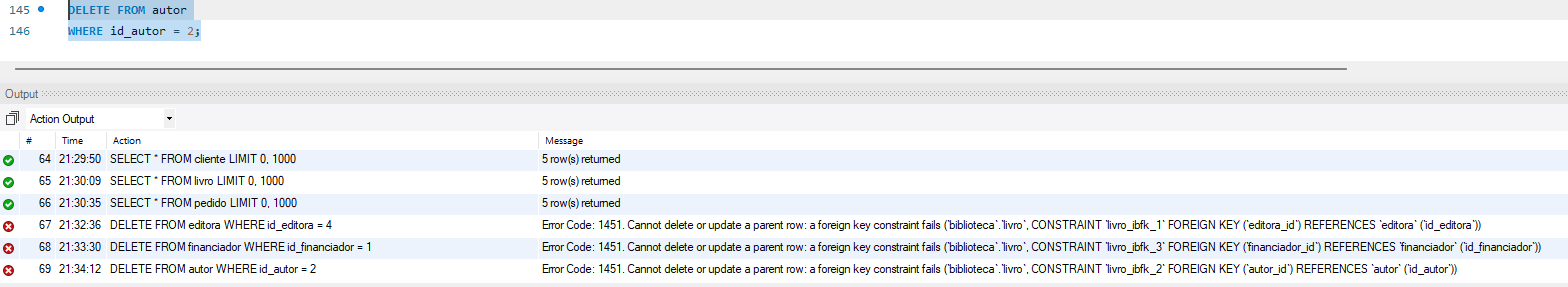 145 DELETE FROM autor
146 WHERE id_autor = 2;
Output
Action Output
# Time Action Message
64 21:29:50 SELECT * FROM cliente LIMIT 0, 1000 5 row(s) returned
65 21:30:09 SELECT * FROM livro LIMIT 0, 1000 5 row(s) returned
66 21:30:35 SELECT * FROM pedido LIMIT 0, 1000 5 row(s) returned
67 21:32:36 DELETE FROM editora WHERE id_editora = 4 Error Code: 1451. Cannot delete or update a parent row: a foreign key constraint fails (`biblioteca`.`livro`, CONSTRAINT `livro_ibfk_1` FOREIGN KEY (`editora_id`) REFERENCES `editora` (`id_editora`))
68 21:33:30 DELETE FROM financiador WHERE id_financiador = 1 Error Code: 1451. Cannot delete or update a parent row: a foreign key constraint fails (`biblioteca`.`livro`, CONSTRAINT `livro_ibfk_3` FOREIGN KEY (`financiador_id`) REFERENCES `financiador` (`id_financiador`))
69 21:34:12 DELETE FROM autor WHERE id_autor = 2 Error Code: 1451. Cannot delete or update a parent row: a foreign key constraint fails (`biblioteca`.`livro`, CONSTRAINT `livro_ibfk_2` FOREIGN KEY (`autor_id`) REFERENCES `autor` (`id_autor`))